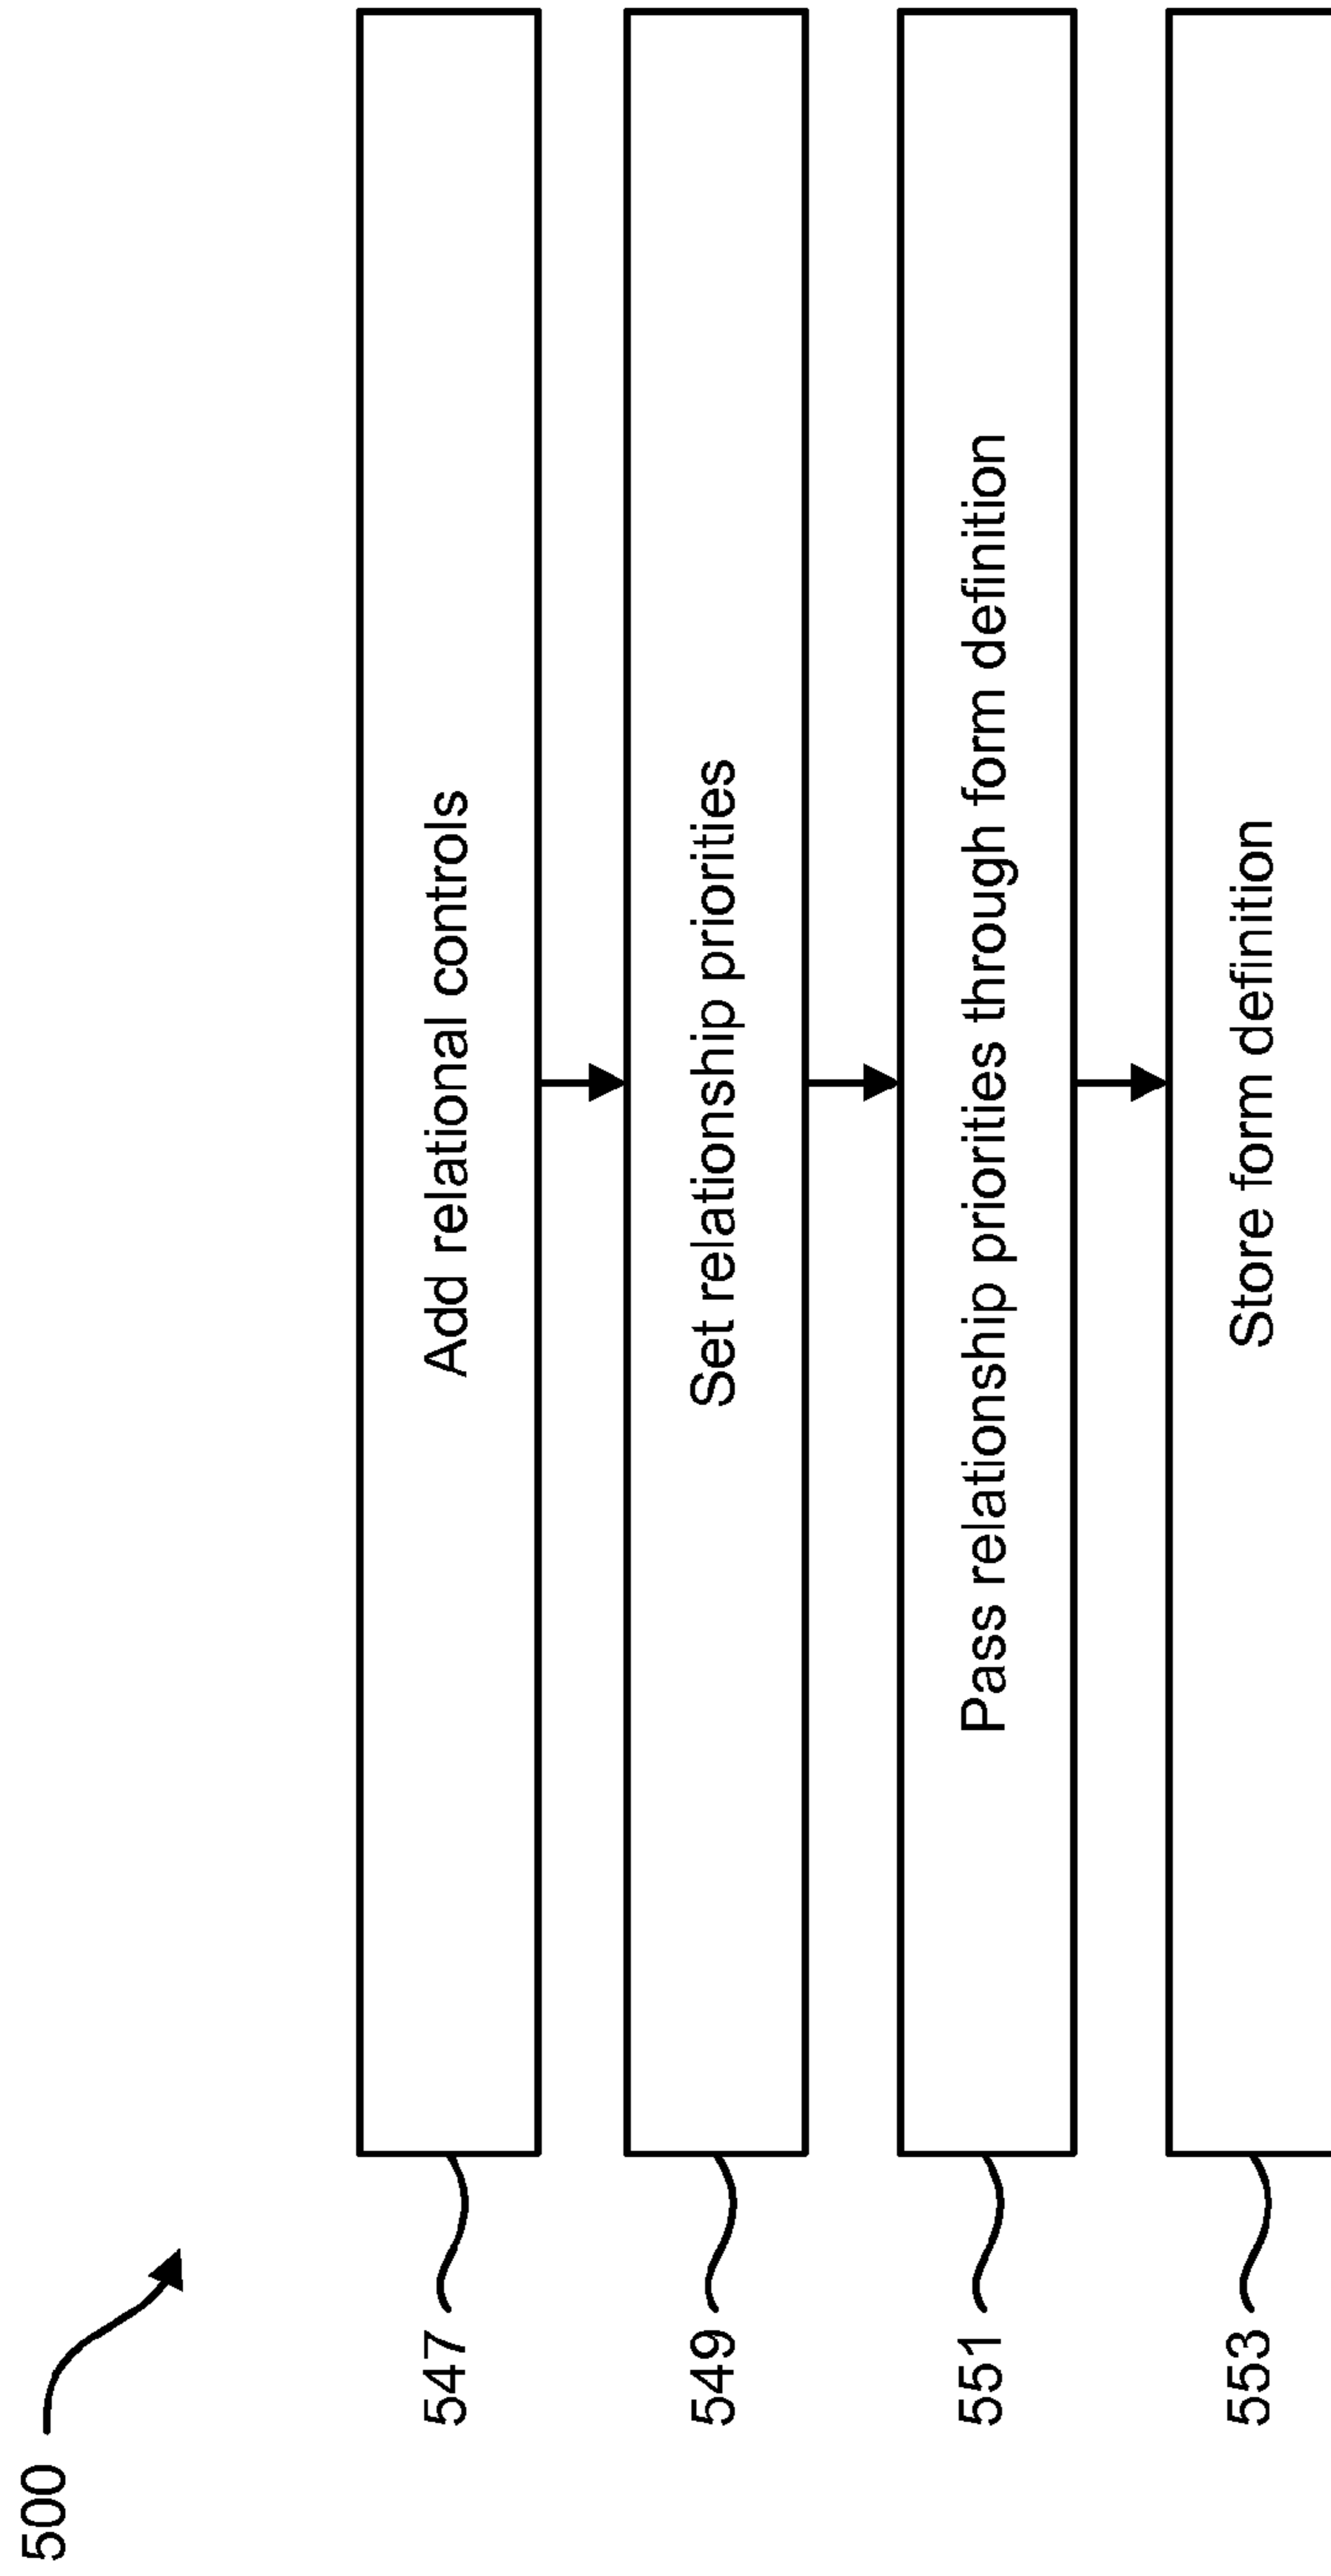 500
547
Add relational controls
549
Set relationship priorities
551
Pass relationship priorities through form definition
553
Store form definition